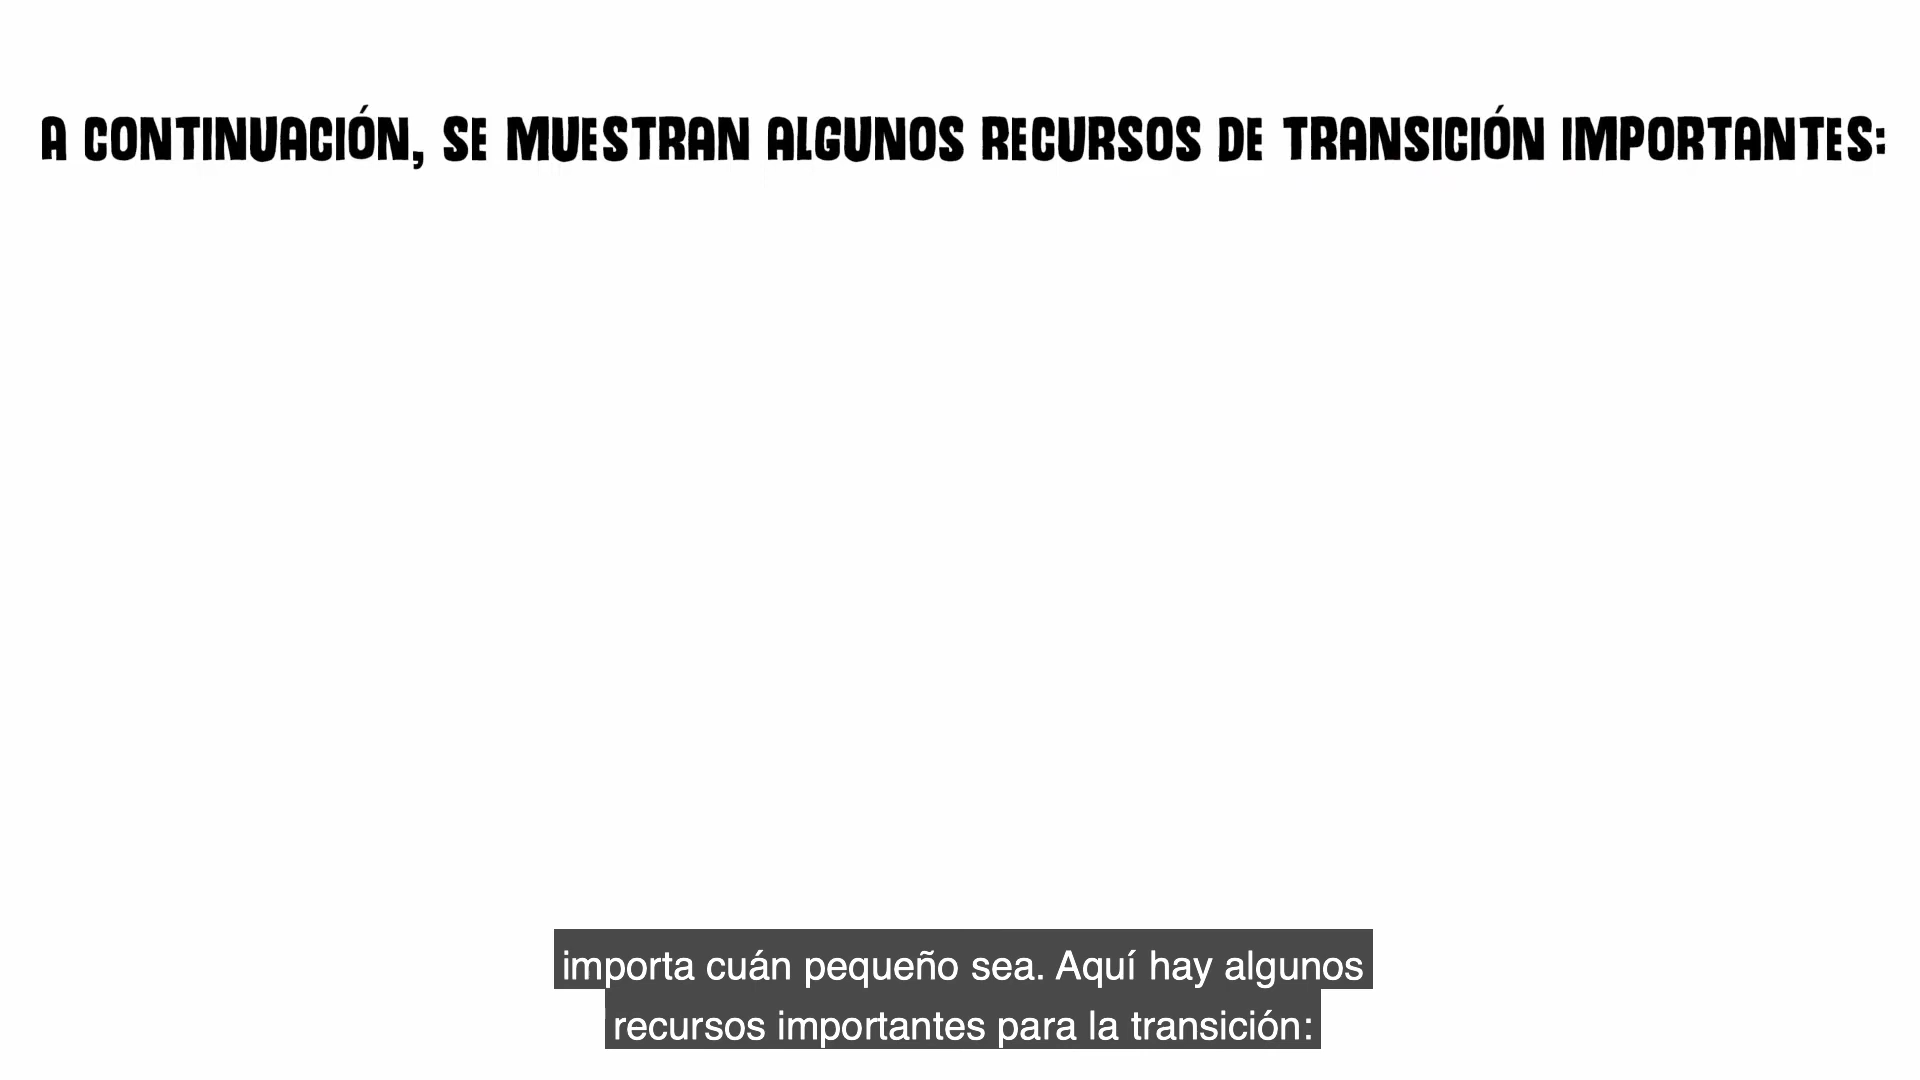 A CONTINUACIÓN, SE MUESTRAN ALGUNOS RECURSOS DE TRANSICIÓN IMPORTANTES:
importa cuán pequeño sea. Aquí hay algunos
recursos importantes para la transición: